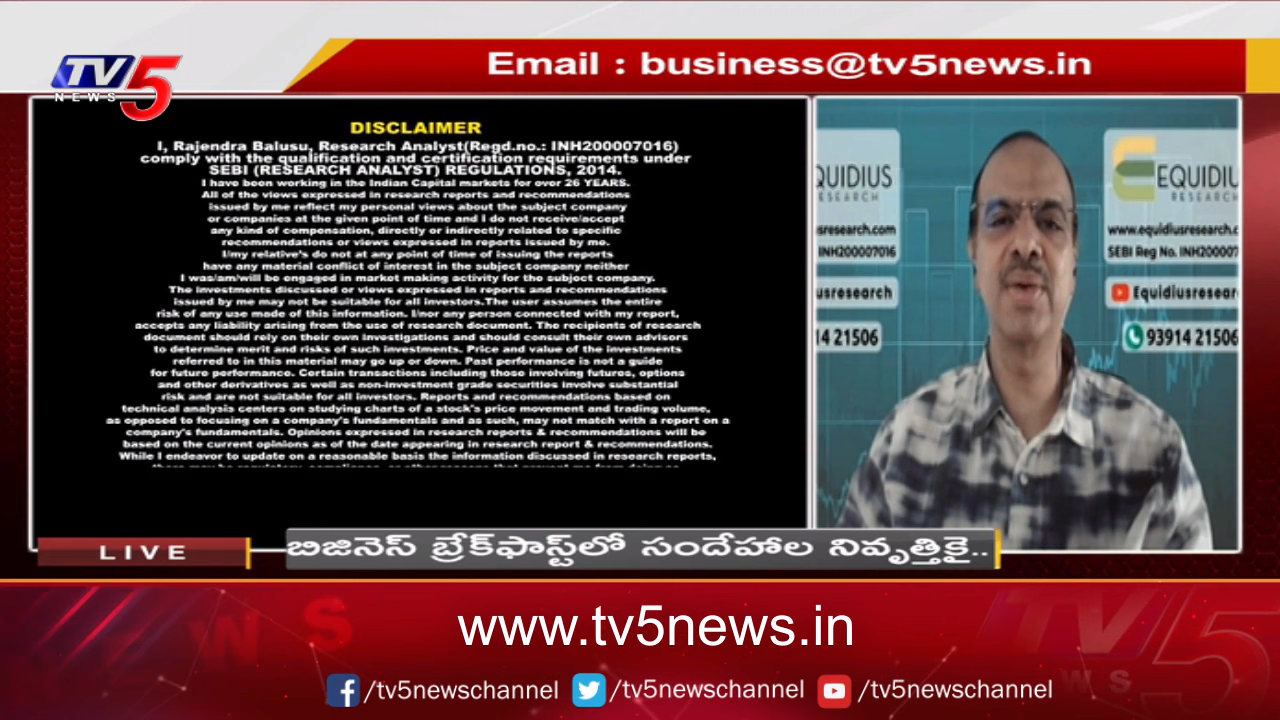 Email : business@tv5news.in
TV5
NEWS
DISCLAIMER
I, Rajendra Balusu, Research Analyst(Regd.no.: INH200007016)
comply with the qualification and certification requirements under
SEBI (RESEARCH ANALYST) REGULATIONS, 2014.
I have been working in the Indian Capital markets for over 26 YEARS.
All of the views expressed in research reports and recommendations
issued by me reflect my personal views about the subject company
or companies at the given point of time and I do not receive/accept
any kind of compensation, directly or indirectly related to specific
recommendations or views expressed in reports issued by me.
I/my relative's do not at any point of time of issuing the reports
have any material conflict of interest in the subject company neither
I was/am/will be engaged in market making activity for the subject company.
The investments discussed or views expressed in reports and recommendations
issued by me may not be suitable for all investors.The user assumes the entire
risk of any use made of this information. I/nor any person connected with my report,
accepts any liability arising from the use of research document. The recipients of research
document should rely on their own investigations and should consult their own advisors
to determine merit and risks of such investments. Price and value of the investments
referred to in this material may go up or down. Past performance is not a guide
for future performance. Certain transactions including those involving futures, options
and other derivatives as well as non-investment grade securities involve substantial
risk and are not suitable for all investors. Reports and recommendations based on
technical analysis centers on studying charts of a stock's price movement and trading volume,
as opposed to focusing on a company's fundamentals and as such, may not match with a report on a
company's fundamentals. Opinions expressed in research reports & recommendations will be
based on the current opinions as of the date appearing in research report & recommendations.
While I endeavor to update on a reasonable basis the information discussed in research reports,
QUIDIUS
RESEARCH
usresearch.com
INH200007016
usresearch
14 21506
EQUIDIU
RESEARCH
www.equidiusresearch.c
SEBI Reg No. INH2000070
Equidiusresear
93914 21506
LIVE
బిజినెస్ బ్రేక్‌ఫాస్ట్‌లో సందేహాల నివృత్తికై..
www.tv5news.in
/tv5newschannel /tv5newschannel /tv5newschannel